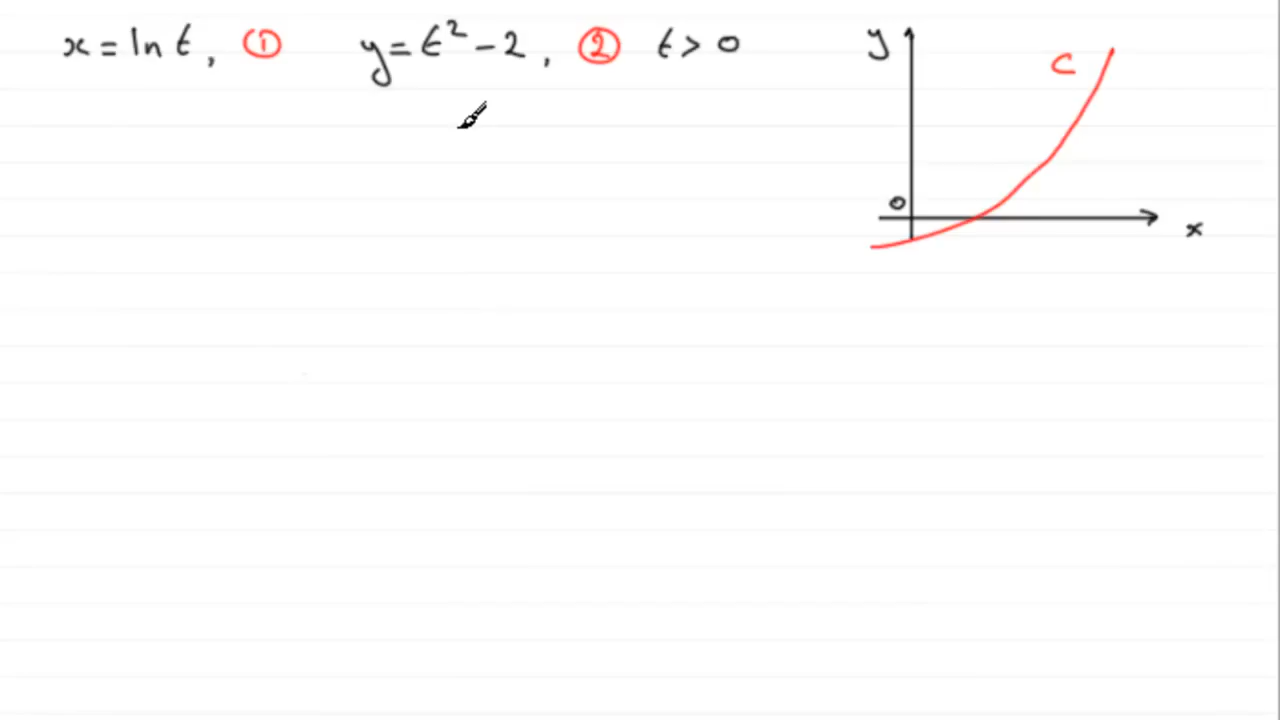 x = ln t, ① y = t² - 2, ② t > 0
y
C
0
x